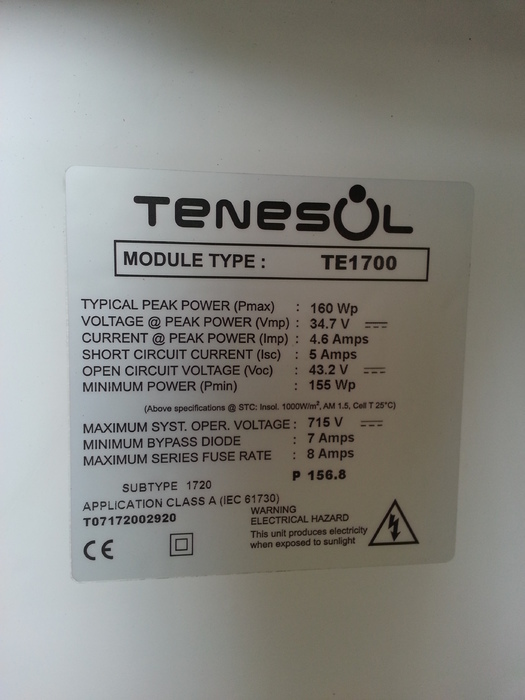 TENESOL
MODULE TYPE : TE1700
TYPICAL PEAK POWER (Pmax) : 160 Wp
VOLTAGE @ PEAK POWER (Vmp) : 34.7 V
CURRENT @ PEAK POWER (Imp) : 4.6 Amps
SHORT CIRCUIT CURRENT (Isc) : 5 Amps
OPEN CIRCUIT VOLTAGE (Voc) : 43.2 V
MINIMUM POWER (Pmin) : 155 Wp
(Above specifications @ STC: Insol. 1000W/m², AM 1.5, Cell T 25°C)
MAXIMUM SYST. OPER. VOLTAGE : 715 V
MINIMUM BYPASS DIODE : 7 Amps
MAXIMUM SERIES FUSE RATE : 8 Amps
P 156.8
SUBTYPE 1720
APPLICATION CLASS A (IEC 61730)
T07172002920
WARNING
ELECTRICAL HAZARD
This unit produces electricity
when exposed to sunlight
CE